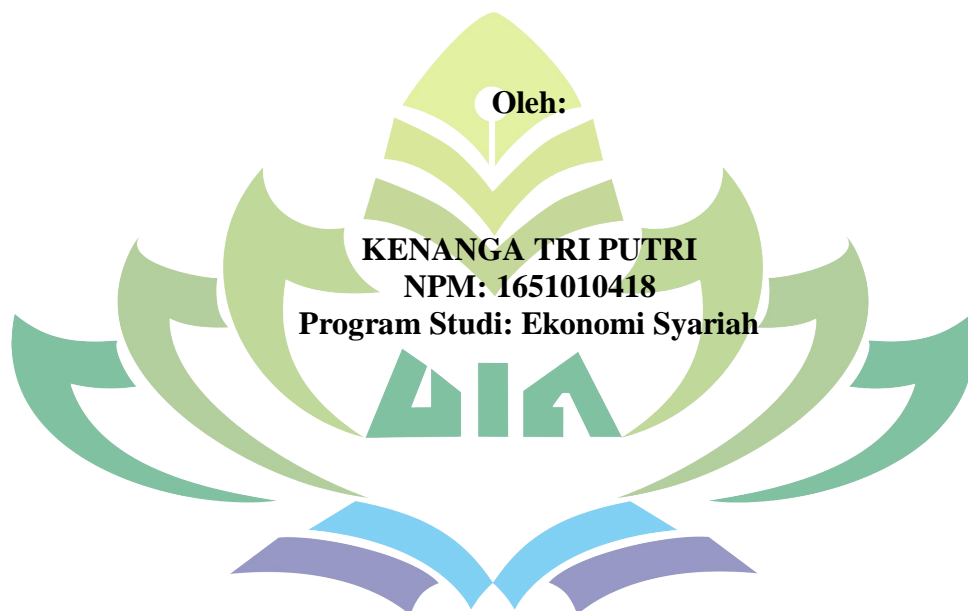 Oleh:
KENANGA TRI PUTRI
NPM: 1651010418
Program Studi: Ekonomi Syariah
UIN